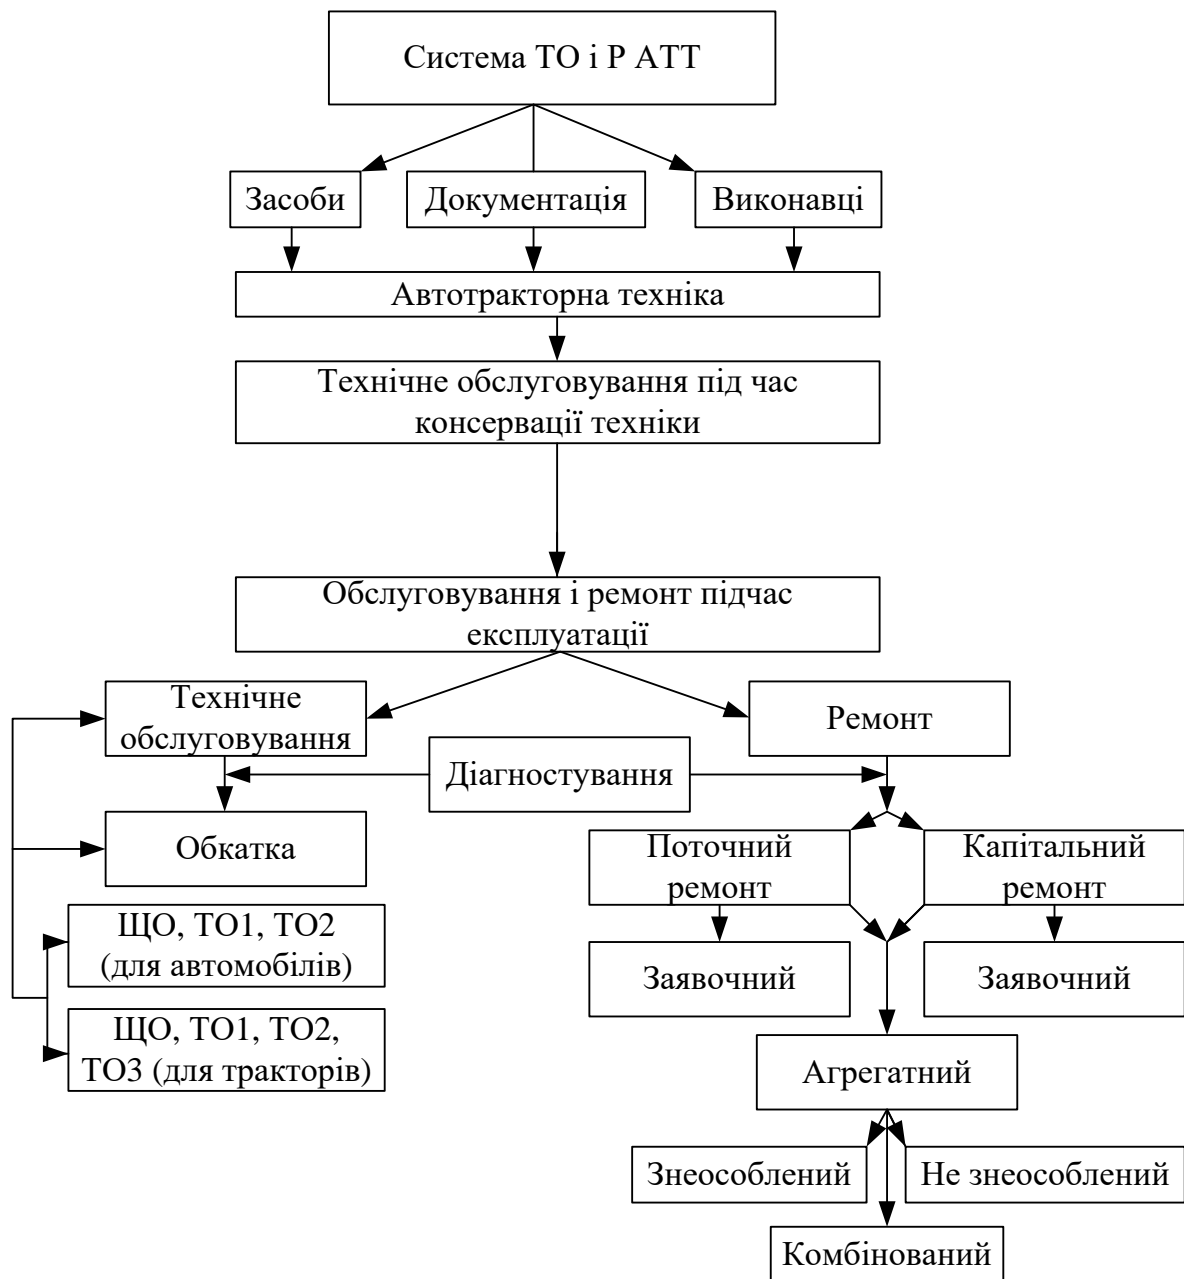 Система ТО і Р АТТ
Засоби
Документація
Виконавці
Автотракторна техніка
Технічне обслуговування під час
консервації техніки
Обслуговування і ремонт підчас
експлуатації
Технічне
обслуговування
Ремонт
Діагностування
Обкатка
Поточний
ремонт
Капітальний
ремонт
ЩО, ТО1, ТО2
(для автомобілів)
Заявочний
Заявочний
ЩО, ТО1, ТО2,
ТО3 (для тракторів)
Агрегатний
Знеособлений
Не знеособлений
Комбінований